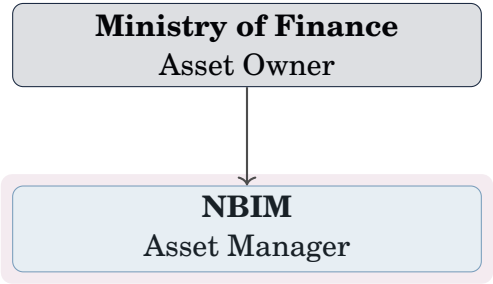 Ministry of Finance
Asset Owner
NBIM
Asset Manager